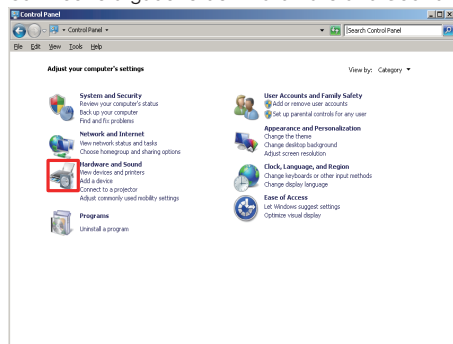 Control Panel
Control Panel
Search Control Panel
File Edit View Tools Help
Adjust your computer's settings
View by: Category
System and Security
Review your computer's status
Back up your computer
Find and fix problems
Network and Internet
View network status and tasks
Choose homegroup and sharing options
Hardware and Sound
View devices and printers
Add a device
Connect to a projector
Adjust commonly used mobility settings
Programs
Uninstall a program
User Accounts and Family Safety
Add or remove user accounts
Set up parental controls for any user
Appearance and Personalization
Change the theme
Change desktop background
Adjust screen resolution
Clock, Language, and Region
Change keyboards or other input methods
Change display language
Ease of Access
Let Windows suggest settings
Optimize visual display